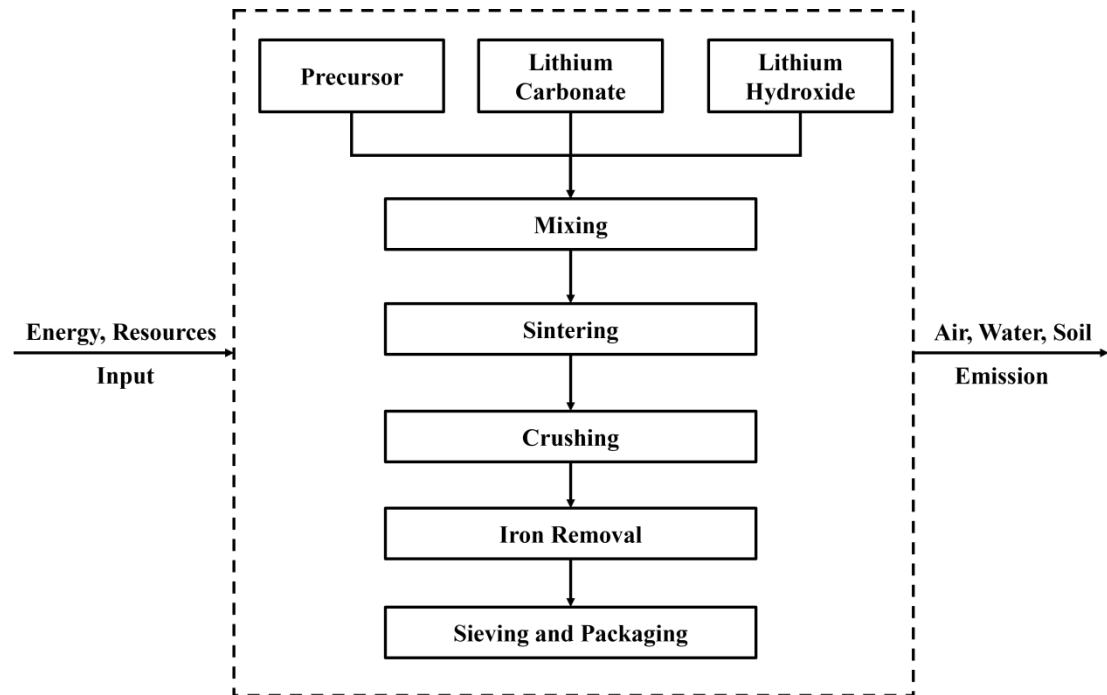 Precursor
Lithium
Carbonate
Lithium
Hydroxide
Mixing
Sintering
Crushing
Iron Removal
Sieving and Packaging
Energy, Resources
Input
Air, Water, Soil
Emission